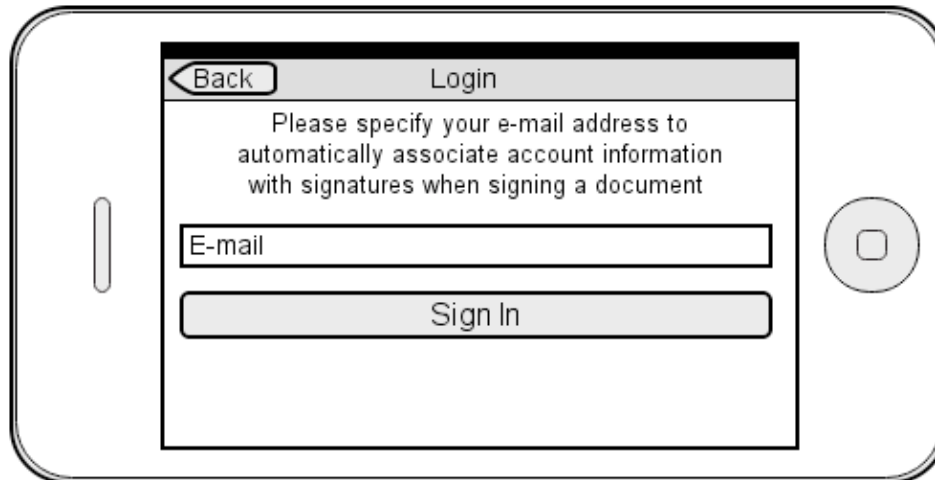 Back Login
Please specify your e-mail address to
automatically associate account information
with signatures when signing a document
E-mail
Sign In